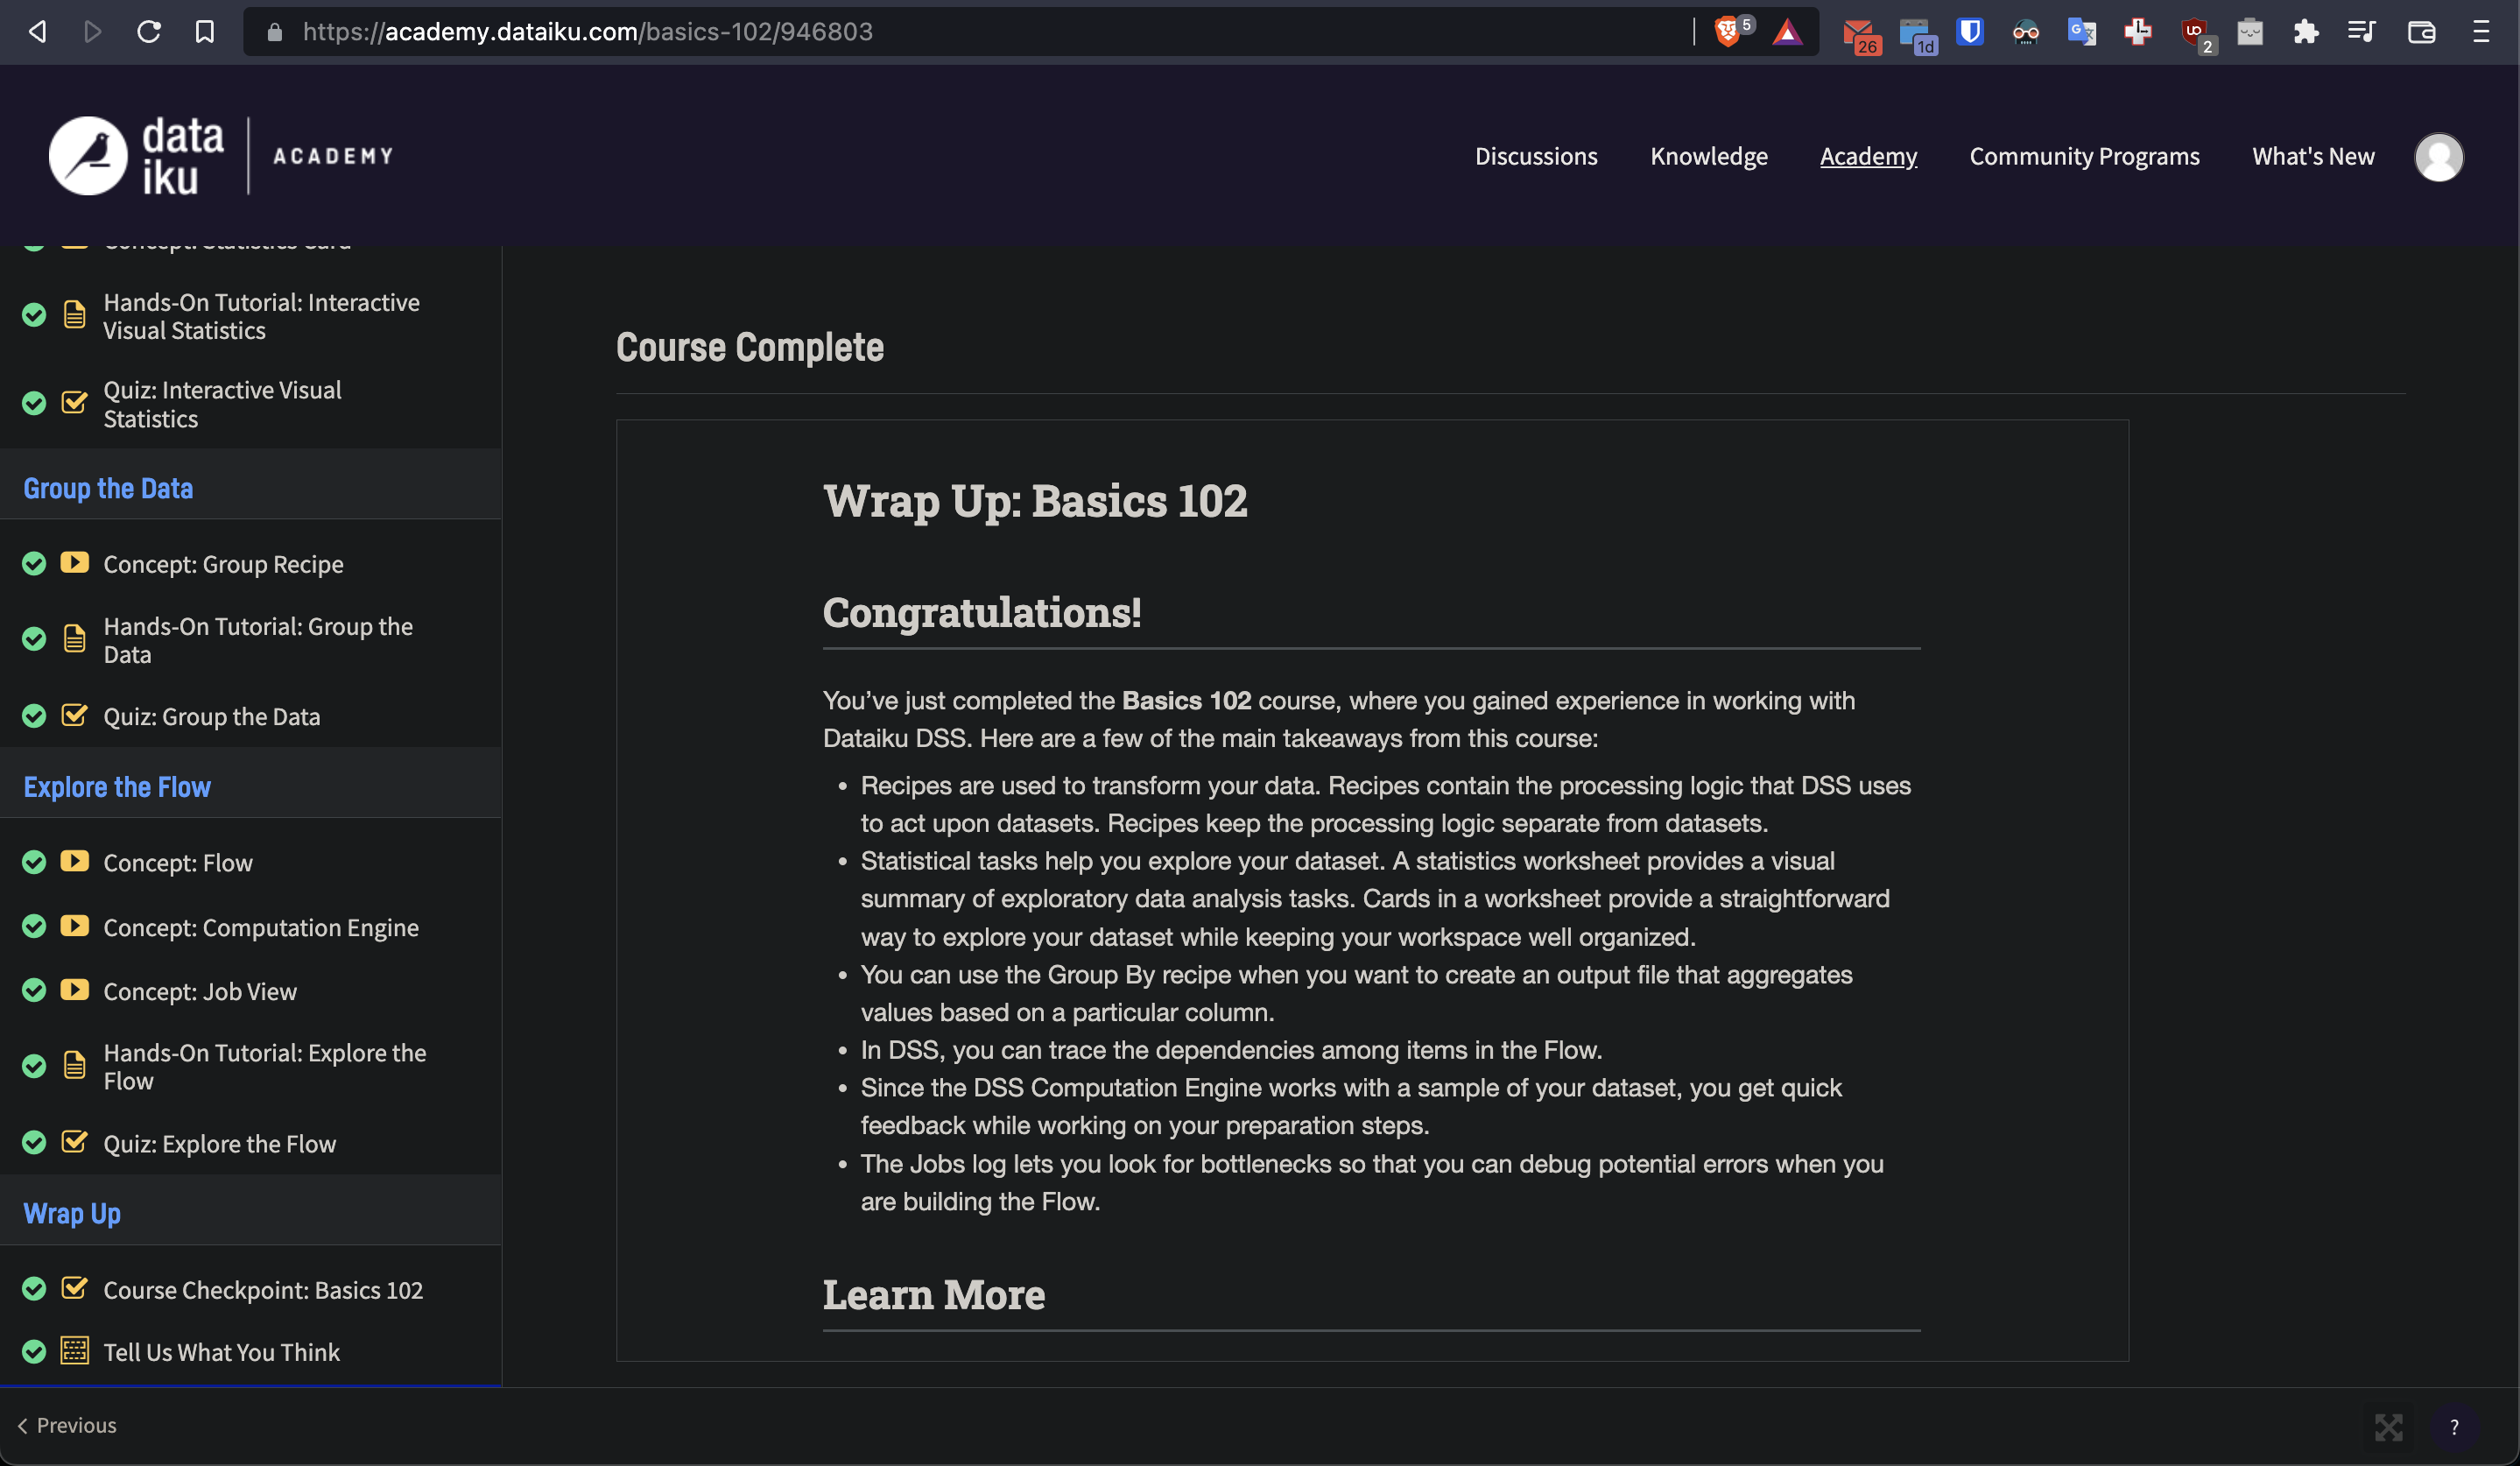 https://academy.dataiku.com/basics-102/946803
5
26
1d
2
data
iku
ACADEMY
Discussions
Knowledge
Academy
Community Programs
What's New
Concept: Statistics Card
Hands-On Tutorial: Interactive
Visual Statistics
Quiz: Interactive Visual
Statistics
Group the Data
Concept: Group Recipe
Hands-On Tutorial: Group the
Data
Quiz: Group the Data
Explore the Flow
Concept: Flow
Concept: Computation Engine
Concept: Job View
Hands-On Tutorial: Explore the
Flow
Quiz: Explore the Flow
Wrap Up
Course Checkpoint: Basics 102
Tell Us What You Think
Course Complete
Wrap Up: Basics 102
Congratulations!
You’ve just completed the Basics 102 course, where you gained experience in working with
Dataiku DSS. Here are a few of the main takeaways from this course:
• Recipes are used to transform your data. Recipes contain the processing logic that DSS uses
to act upon datasets. Recipes keep the processing logic separate from datasets.
• Statistical tasks help you explore your dataset. A statistics worksheet provides a visual
summary of exploratory data analysis tasks. Cards in a worksheet provide a straightforward
way to explore your dataset while keeping your workspace well organized.
• You can use the Group By recipe when you want to create an output file that aggregates
values based on a particular column.
• In DSS, you can trace the dependencies among items in the Flow.
• Since the DSS Computation Engine works with a sample of your dataset, you get quick
feedback while working on your preparation steps.
• The Jobs log lets you look for bottlenecks so that you can debug potential errors when you
are building the Flow.
Learn More
Previous
?